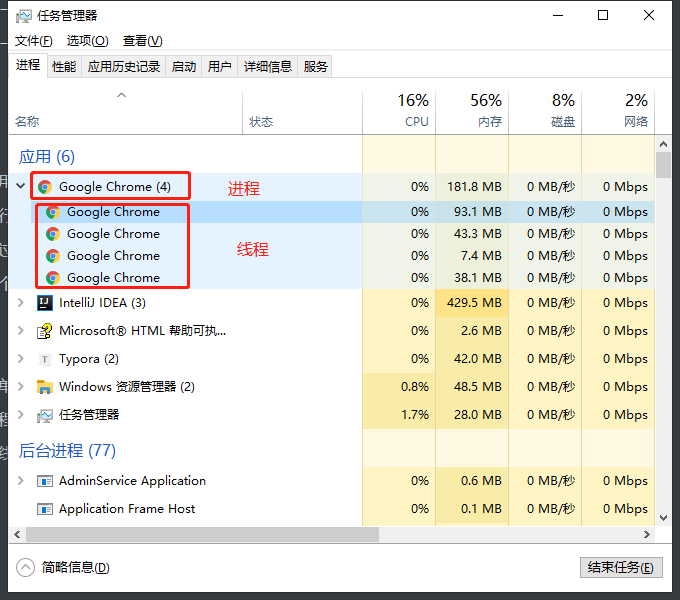 任务管理器
文件(F) 选项(O) 查看(V)
进程 性能 应用历史记录 启动 用户 详细信息 服务
16% 56% 8% 2%
名称 状态 CPU 内存 磁盘 网络
应用 (6)
Google Chrome (4) 进程 0% 181.8 MB 0 MB/秒 0 Mbps
Google Chrome 0% 93.1 MB 0 MB/秒 0 Mbps
Google Chrome 0% 43.3 MB 0 MB/秒 0 Mbps
线程
Google Chrome 0% 7.4 MB 0 MB/秒 0 Mbps
Google Chrome 0% 38.1 MB 0 MB/秒 0 Mbps
IntelliJ IDEA (3) 0% 429.5 MB 0 MB/秒 0 Mbps
Microsoft® HTML 帮助可执... 0% 2.6 MB 0 MB/秒 0 Mbps
Typora (2) 0% 42.0 MB 0 MB/秒 0 Mbps
Windows 资源管理器 (2) 0.8% 48.5 MB 0 MB/秒 0 Mbps
任务管理器 1.7% 28.0 MB 0 MB/秒 0 Mbps
后台进程 (77)
AdminService Application 0% 0.6 MB 0 MB/秒 0 Mbps
Application Frame Host 0% 0.1 MB 0 MB/秒 0 Mbps
简略信息(D) 结束任务(E)